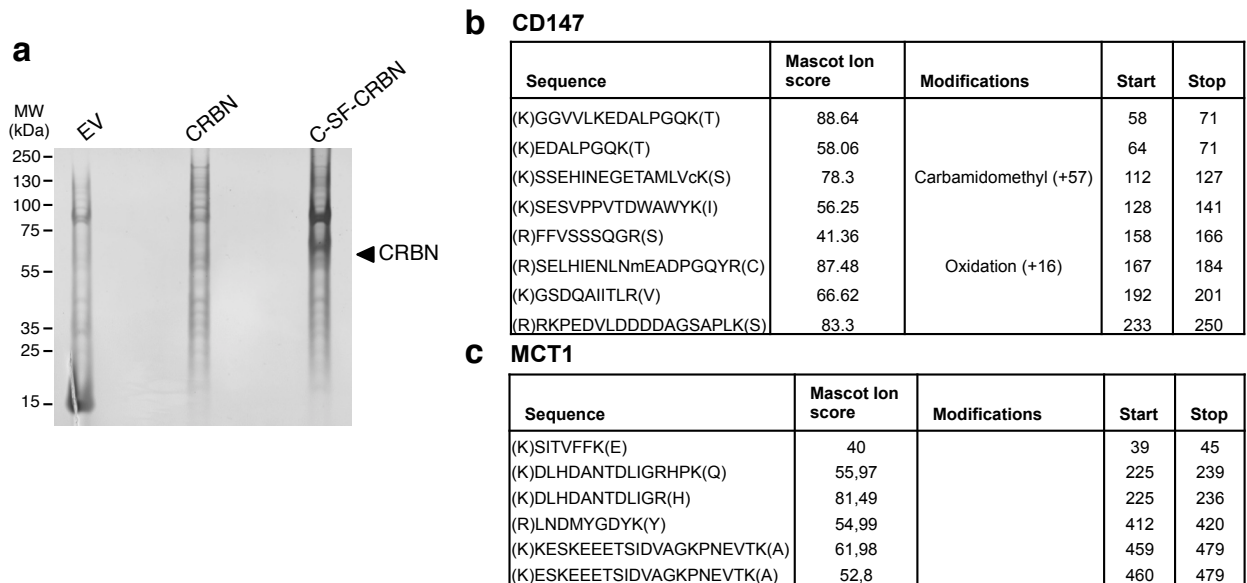 a
MW
(kDa)
EV
CRBN
C-SF-CRBN
250
130
100
75
55
35
25
15
CRBN
b CD147
Sequence Mascot Ion score Modifications Start Stop
(K)GGVVLKEDALPGQK(T) 88.64 58 71
(K)EDALPGQK(T) 58.06 64 71
(K)SSEHINEGETAMLVcK(S) 78.3 Carbamidomethyl (+57) 112 127
(K)SESVPPVTDWAWYK(I) 56.25 128 141
(R)FFVSSSQGR(S) 41.36 158 166
(R)SELHIENLNmEADPGQYR(C) 87.48 Oxidation (+16) 167 184
(K)GSDQAIITLR(V) 66.62 192 201
(R)RKPEDVLDDDDAGSAPLK(S) 83.3 233 250
c MCT1
Sequence Mascot Ion score Modifications Start Stop
(K)SITVFFK(E) 40 39 45
(K)DLHDANTDLIGRHPK(Q) 55,97 225 239
(K)DLHDANTDLIGR(H) 81,49 225 236
(R)LNDMYGDYK(Y) 54,99 412 420
(K)KESKEEETSIDVAGKPNEVTK(A) 61,98 459 479
(K)ESKEEETSIDVAGKPNEVTK(A) 52,8 460 479